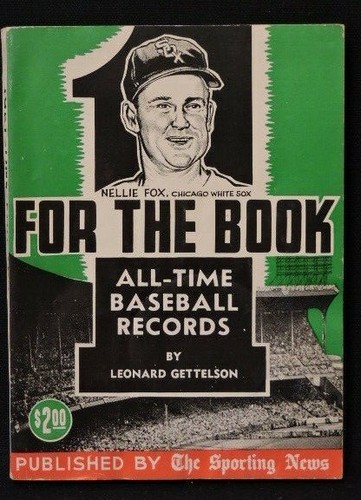 1
SOX
NELLIE FOX, CHICAGO WHITE SOX
FOR THE BOOK
ALL-TIME
BASEBALL
RECORDS
BY
LEONARD GETTELSON
$2.00
PUBLISHED BY The Sporting News